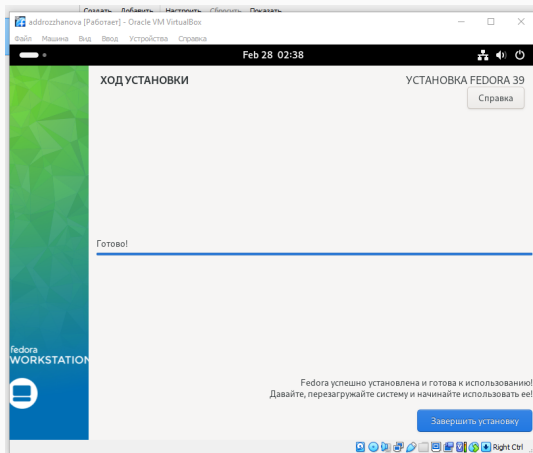 Создать Добавить Настроить Сбросить Показать
addrozzhanova [Работает] - Oracle VM VirtualBox
Файл Машина Вид Ввод Устройства Справка
Feb 28 02:38
ХОД УСТАНОВКИ
УСТАНОВКА FEDORA 39
Справка
Готово!
fedora
WORKSTATION
Fedora успешно установлена и готова к использованию!
Давайте, перезагружайте систему и начинайте использовать ее!
Завершить установку
Right Ctrl